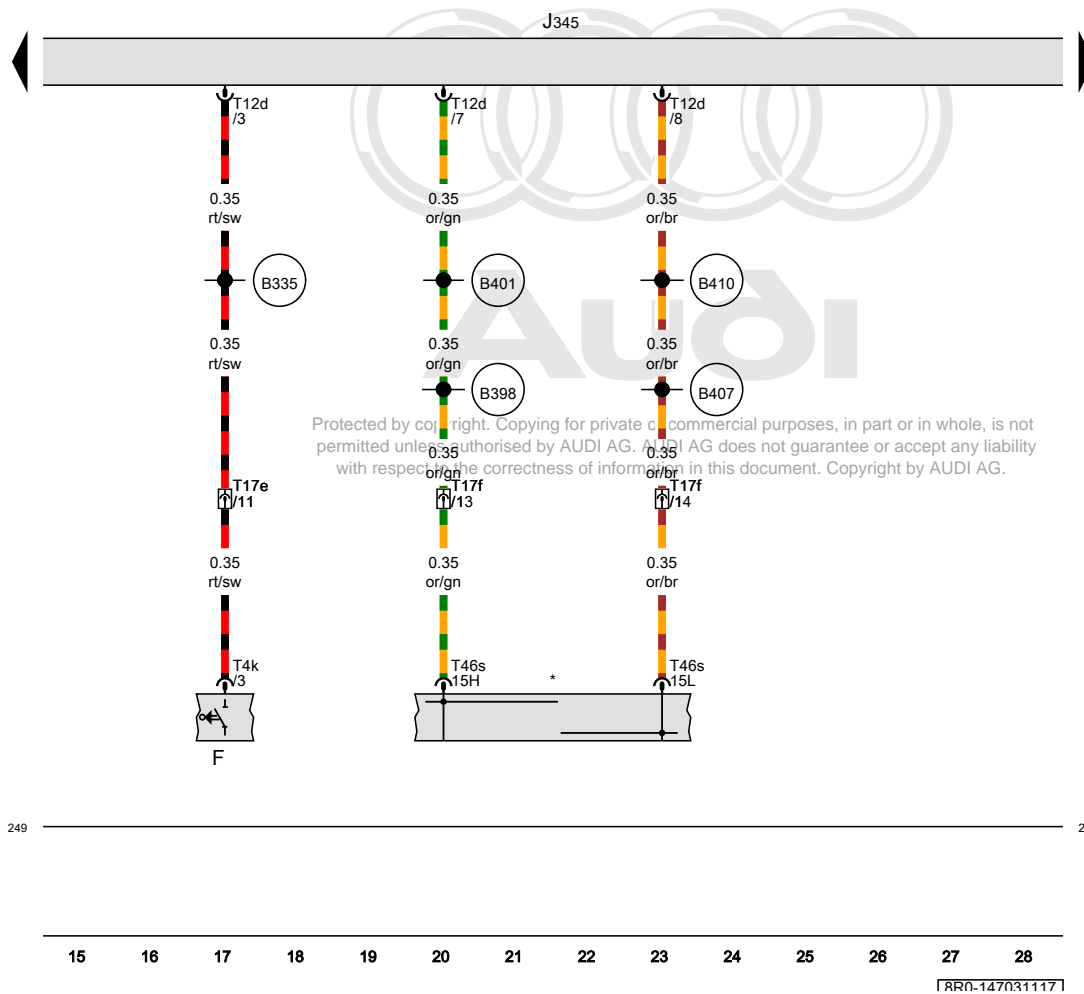 J345
T12d
/3
T12d
/7
T12d
/8
0.35
rt/sw
0.35
or/gn
0.35
or/br
B335
B401
B410
Audi
0.35
rt/sw
0.35
or/gn
0.35
or/br
B398
B407
Protected by copyright. Copying for private or commercial purposes, in part or in whole, is not
permitted unless authorised by AUDI AG. AUDI AG does not guarantee or accept any liability
with respect to the correctness of information in this document. Copyright by AUDI AG.
0.35
or/gn
0.35
or/br
T17e
/11
T17f
/13
T17f
/14
0.35
rt/sw
0.35
or/gn
0.35
or/br
T4k
/3
T46s
15H
*
T46s
15L
F
249
2
15 16 17 18 19 20 21 22 23 24 25 26 27 28
8R0-147031117